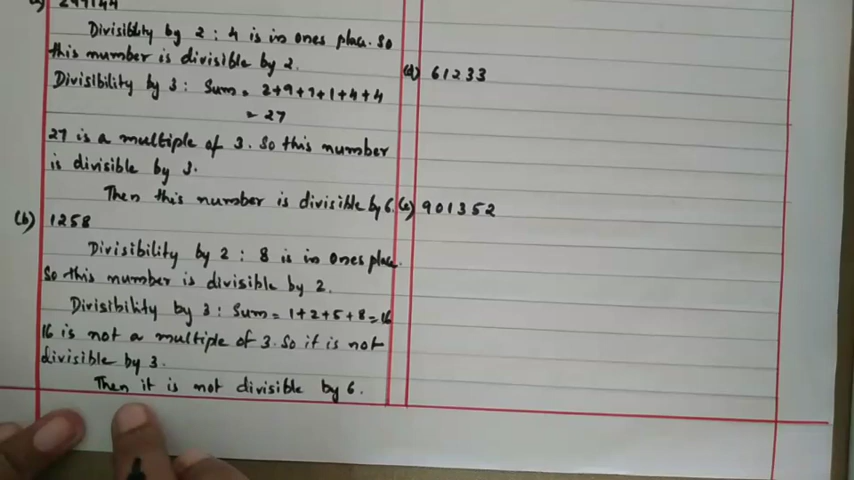 Divisibility by 2 : 4 is in ones place. So
this number is divisible by 2.
Divisibility by 3 : Sum = 2+9+7+1+4+4
= 27
27 is a multiple of 3. So this number
is divisible by 3.
Then this number is divisible by 6.
(b) 1258
Divisibility by 2 : 8 is in ones place.
So this number is divisible by 2.
Divisibility by 3 : Sum = 1+2+5+8=16
16 is not a multiple of 3. So it is not
divisible by 3.
Then it is not divisible by 6.
(d) 61233
(e) 901352